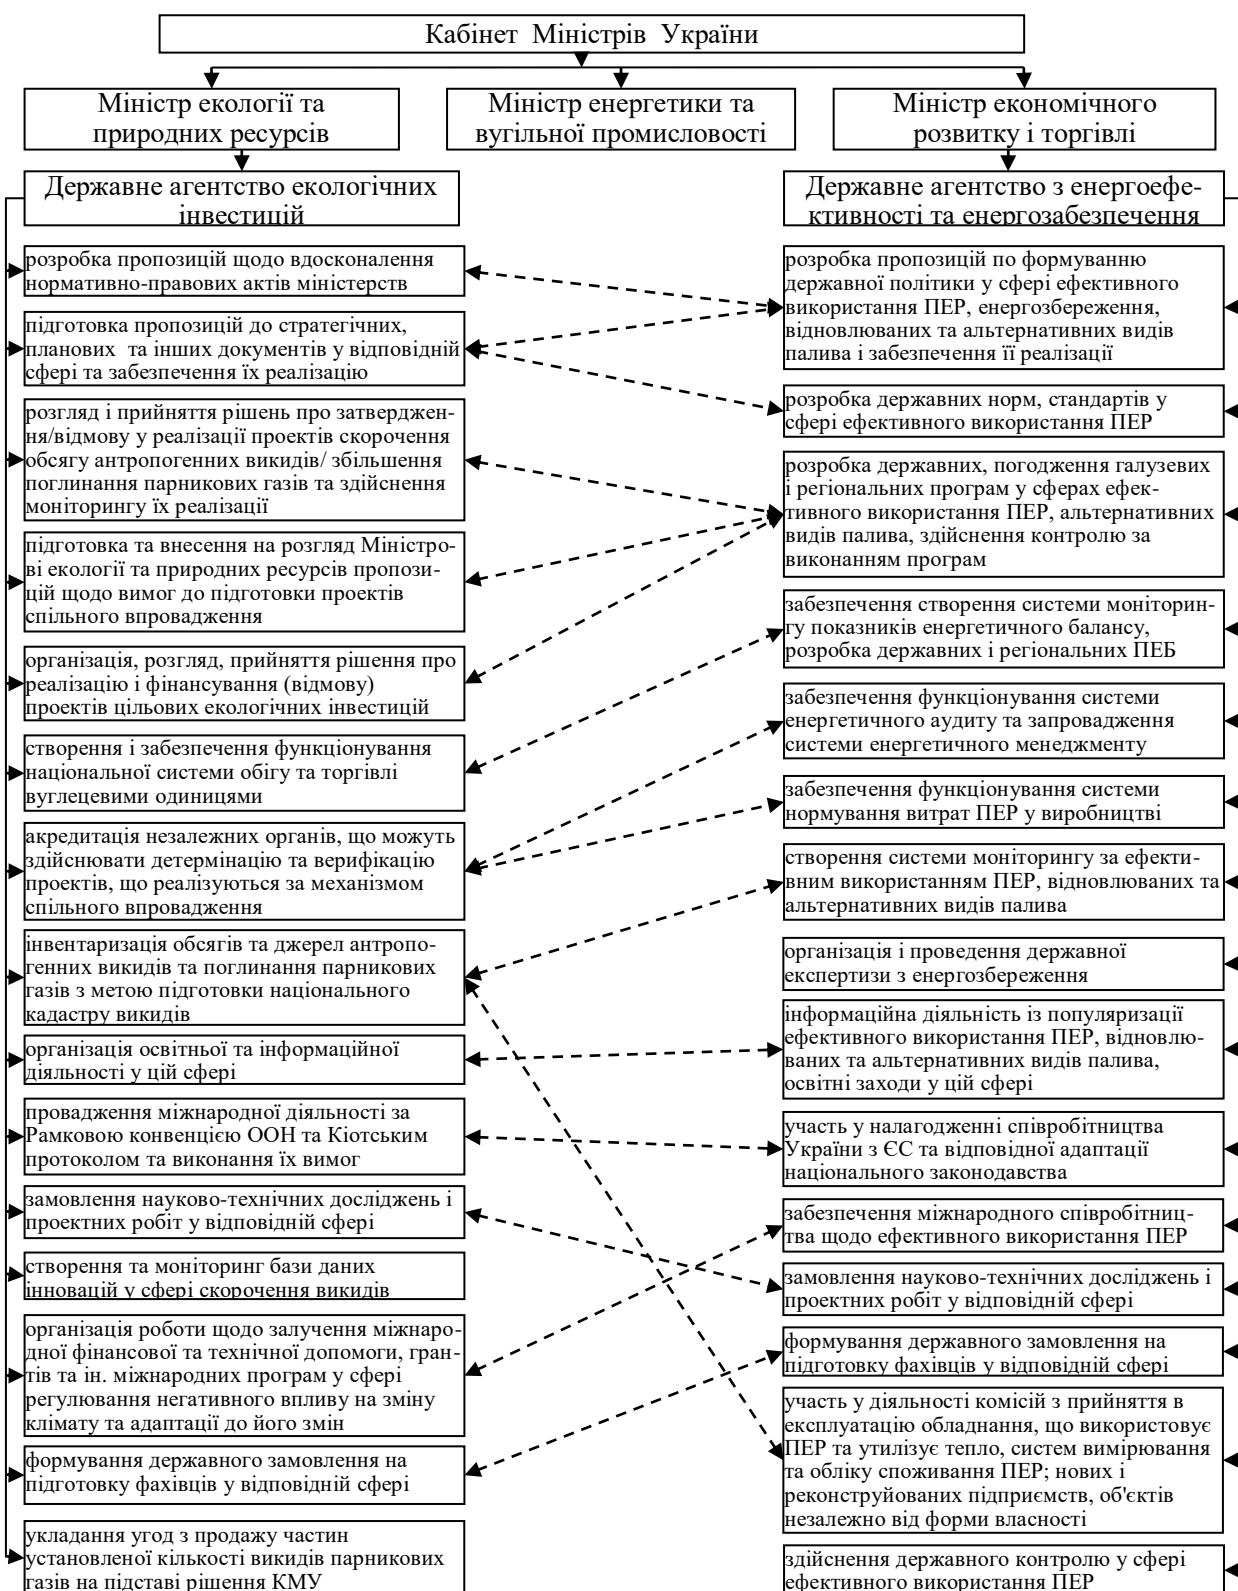 Кабінет Міністрів України
Міністр екології та
природних ресурсів
Міністр енергетики та
вугільної промисловості
Міністр економічного
розвитку і торгівлі
Державне агентство екологічних
інвестицій
Державне агентство з енергоефе-
ктивності та енергозабезпечення
розробка пропозицій щодо вдосконалення
нормативно-правових актів міністерств
підготовка пропозицій до стратегічних,
планових та інших документів у відповідній
сфері та забезпечення їх реалізацію
розгляд і прийняття рішень про затверджен-
ня/відмову у реалізації проектів скорочення
обсягу антропогенних викидів/ збільшення
поглинання парникових газів та здійснення
моніторингу їх реалізації
підготовка та внесення на розгляд Міністро-
ві екології та природних ресурсів пропози-
цій щодо вимог до підготовки проектів
спільного впровадження
організація, розгляд, прийняття рішення про
реалізацію і фінансування (відмову)
проектів цільових екологічних інвестицій
створення і забезпечення функціонування
національної системи обігу та торгівлі
вуглецевими одиницями
акредитація незалежних органів, що можуть
здійснювати детермінацію та верифікацію
проектів, що реалізуються за механізмом
спільного впровадження
інвентаризація обсягів та джерел антропо-
генних викидів та поглинання парникових
газів з метою підготовки національного
кадастру викидів
організація освітньої та інформаційної
діяльності у цій сфері
провадження міжнародної діяльності за
Рамковою конвенцією ООН та Кіотським
протоколом та виконання їх вимог
замовлення науково-технічних досліджень і
проектних робіт у відповідній сфері
створення та моніторинг бази даних
інновацій у сфері скорочення викидів
організація роботи щодо залучення міжнаро-
дної фінансової та технічної допомоги, гран-
тів та ін. міжнародних програм у сфері
регулювання негативного впливу на зміну
клімату та адаптації до його змін
формування державного замовлення на
підготовку фахівців у відповідній сфері
укладання угод з продажу частин
установленої кількості викидів парникових
газів на підставі рішення КМУ
розробка пропозицій по формуванню
державної політики у сфері ефективного
використання ПЕР, енергозбереження,
відновлюваних та альтернативних видів
палива і забезпечення її реалізації
розробка державних норм, стандартів у
сфері ефективного використання ПЕР
розробка державних, погодження галузевих
і регіональних програм у сферах ефек-
тивного використання ПЕР, альтернативних
видів палива, здійснення контролю за
виконанням програм
забезпечення створення системи моніторин-
гу показників енергетичного балансу,
розробка державних і регіональних ПЕБ
забезпечення функціонування системи
енергетичного аудиту та запровадження
системи енергетичного менеджменту
забезпечення функціонування системи
нормування витрат ПЕР у виробництві
створення системи моніторингу за ефекти-
вним використанням ПЕР, відновлюваних та
альтернативних видів палива
організація і проведення державної
експертизи з енергозбереження
інформаційна діяльність із популяризації
ефективного використання ПЕР, відновлю-
ваних та альтернативних видів палива,
освітні заходи у цій сфері
участь у налагодженні співробітництва
України з ЄС та відповідної адаптації
національного законодавства
забезпечення міжнародного співробітниц-
тва щодо ефективного використання ПЕР
замовлення науково-технічних досліджень і
проектних робіт у відповідній сфері
формування державного замовлення на
підготовку фахівців у відповідній сфері
участь у діяльності комісій з прийняття в
експлуатацію обладнання, що використовує
ПЕР та утилізує тепло, систем вимірювання
та обліку споживання ПЕР; нових і
реконструйованих підприємств, об'єктів
незалежно від форми власності
здійснення державного контролю у сфері
ефективного використання ПЕР